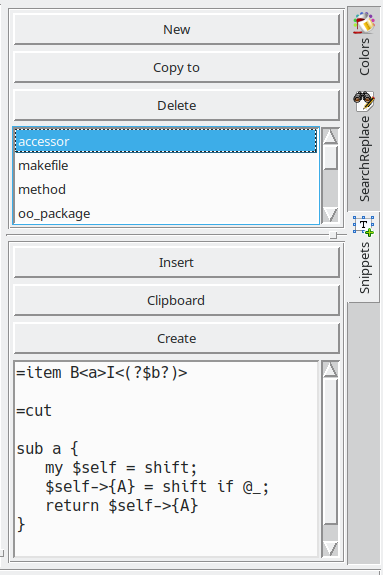 New
Copy to
Delete
accessor
makefile
method
oo_package
Insert
Clipboard
Create
=item B<a>I<(?$b?)>

=cut

sub a {
   my $self = shift;
   $self->{A} = shift if @_;
   return $self->{A}
}
Colors
SearchReplace
T
Snippets